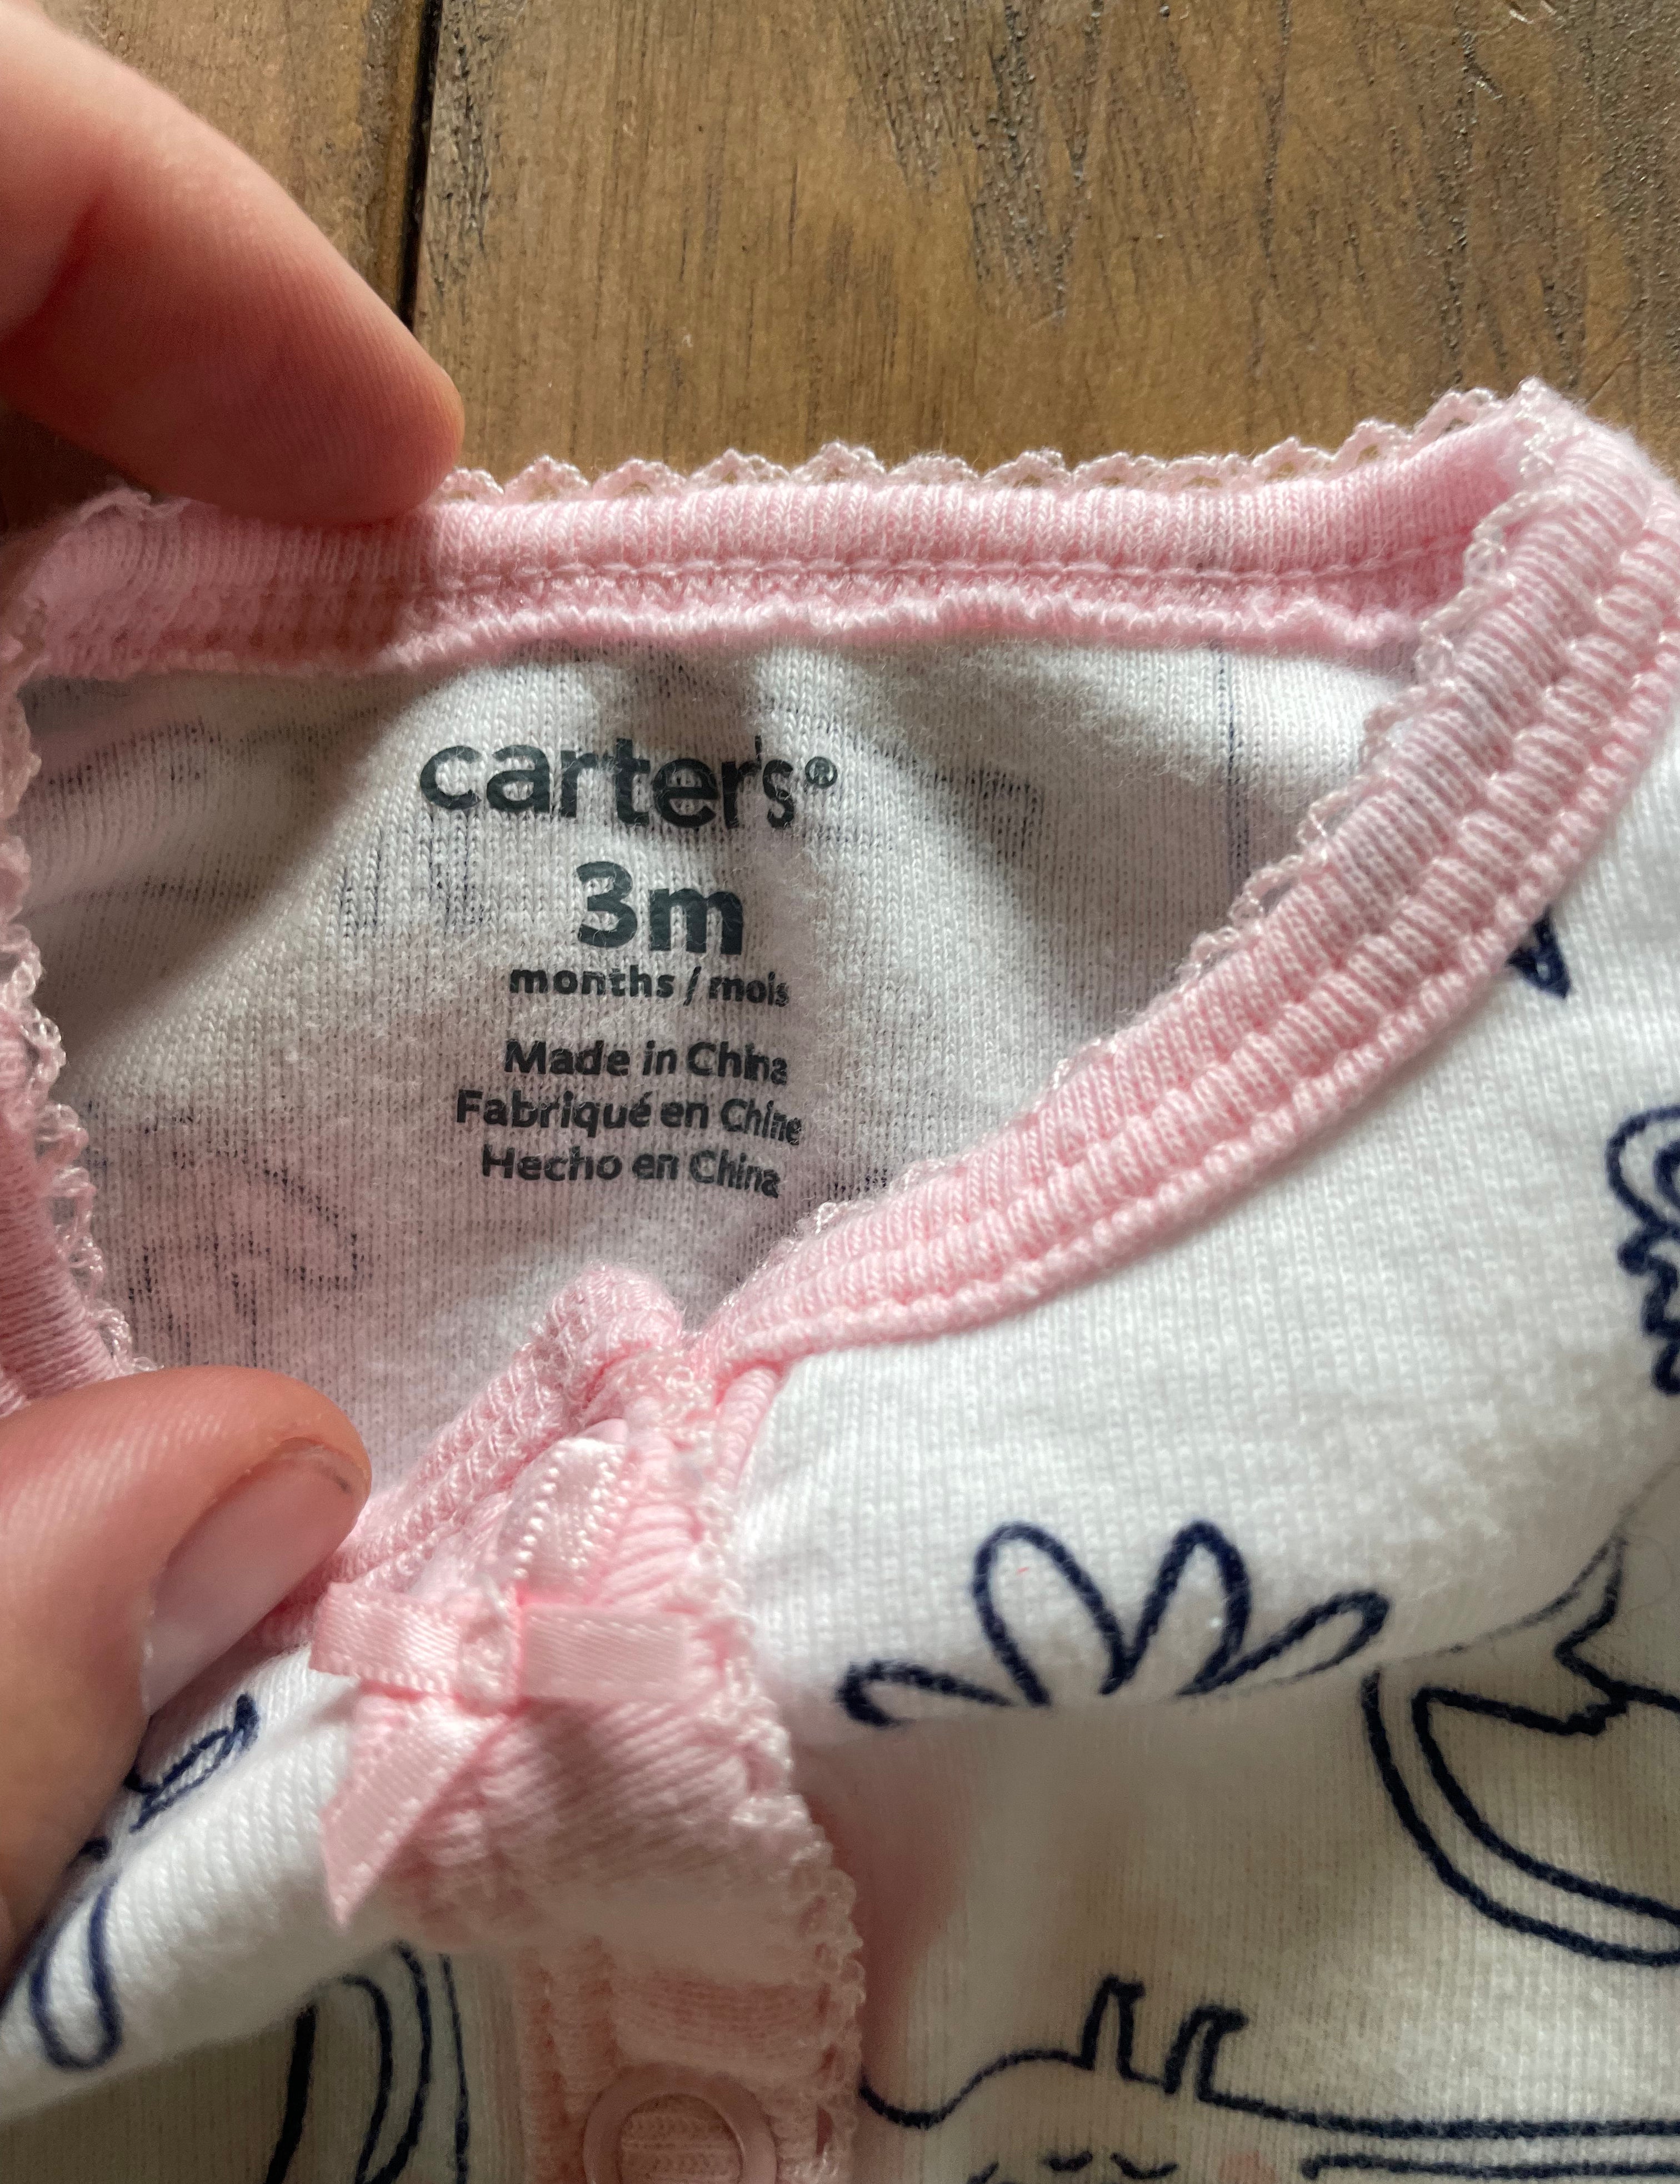 carter's®
3m
months / mois
Made in China
Fabriqué en Chine
Hecho en China